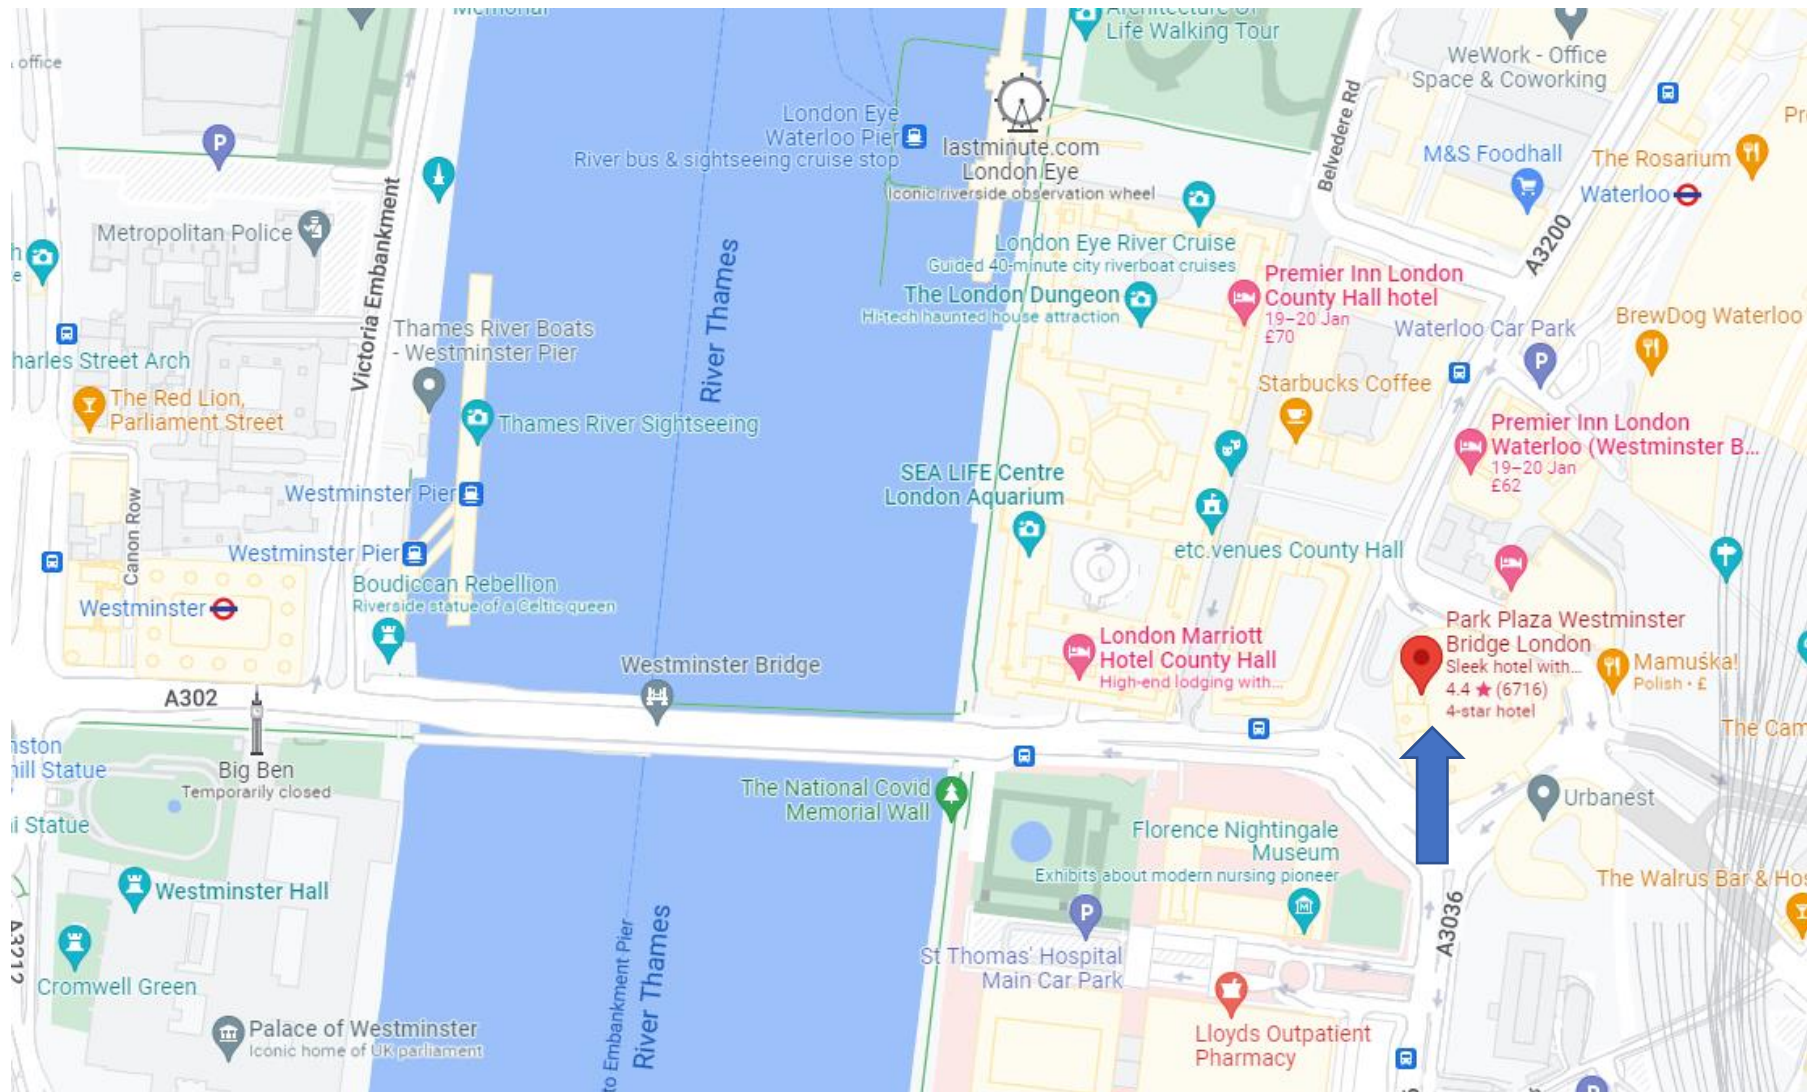 Memorial
Architecture Of
Life Walking Tour
WeWork - Office
Space & Coworking
office
London Eye
Waterloo Pier
River bus & sightseeing cruise stop
lastminute.com
London Eye
Iconic riverside observation wheel
Belvedere Rd
M&S Foodhall
The Rosarium
Waterloo
P
Metropolitan Police
Victoria Embankment
River Thames
London Eye River Cruise
Guided 40-minute city riverboat cruises
A3200
The London Dungeon
Hi-tech haunted house attraction
Premier Inn London
County Hall hotel
19–20 Jan
£70
Waterloo Car Park
P
BrewDog Waterloo
Thames River Boats
- Westminster Pier
harles Street Arch
The Red Lion,
Parliament Street
Thames River Sightseeing
Starbucks Coffee
Premier Inn London
Waterloo (Westminster B...
19–20 Jan
£62
SEA LIFE Centre
London Aquarium
Westminster Pier
Canon Row
Westminster Pier
etc.venues County Hall
Boudiccan Rebellion
Riverside statue of a Celtic queen
Westminster
Park Plaza Westminster
Bridge London
Sleek hotel with...
4.4 ★ (6716)
4-star hotel
Mamuśka!
Polish · £
London Marriott
Hotel County Hall
High-end lodging with...
Westminster Bridge
A302
The Cam
nston
hill Statue
Big Ben
Temporarily closed
i Statue
The National Covid
Memorial Wall
Urbanest
Florence Nightingale
Museum
Exhibits about modern nursing pioneer
Westminster Hall
The Walrus Bar & Hos
A3036
P
St Thomas' Hospital
Main Car Park
A3212
Cromwell Green
to Embankment Pier
River Thames
Palace of Westminster
Iconic home of UK parliament
Lloyds Outpatient
Pharmacy
P